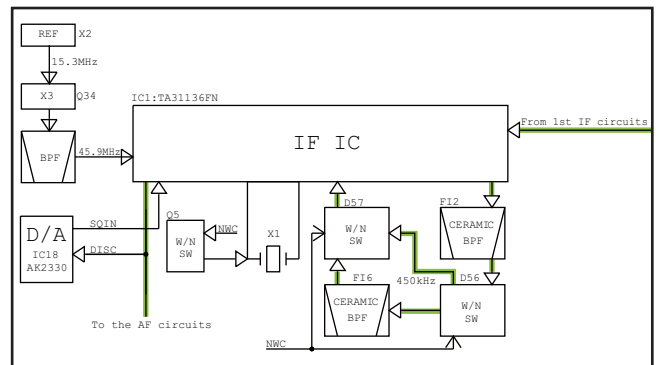 REF
X2
15.3MHz
X3
Q34
IC1:TA31136FN
From 1st IF circuits
IF IC
BPF
45.9MHz
D57
FI2
D/A
IC18
AK2330
SQIN
DISC
Q5
W/N
SW
NWC
X1
W/N
SW
CERAMIC
BPF
450kHz
D56
FI6
CERAMIC
BPF
W/N
SW
To the AF circuits
NWC